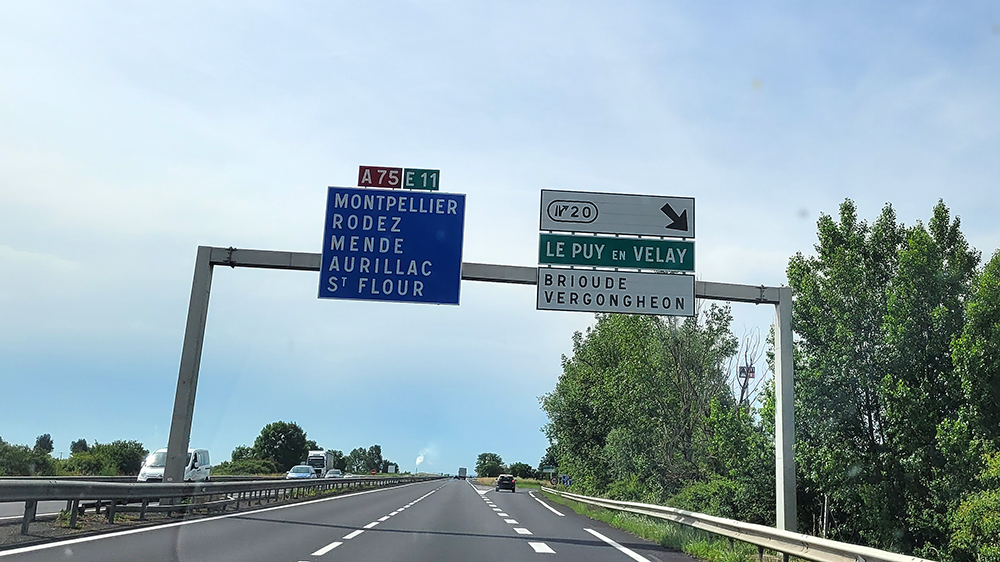 A 75 E 11
MONTPELLIER
RODEZ
MENDE
AURILLAC
ST FLOUR
20
LE PUY EN VELAY
BRIOUDE
VERGONGHEON